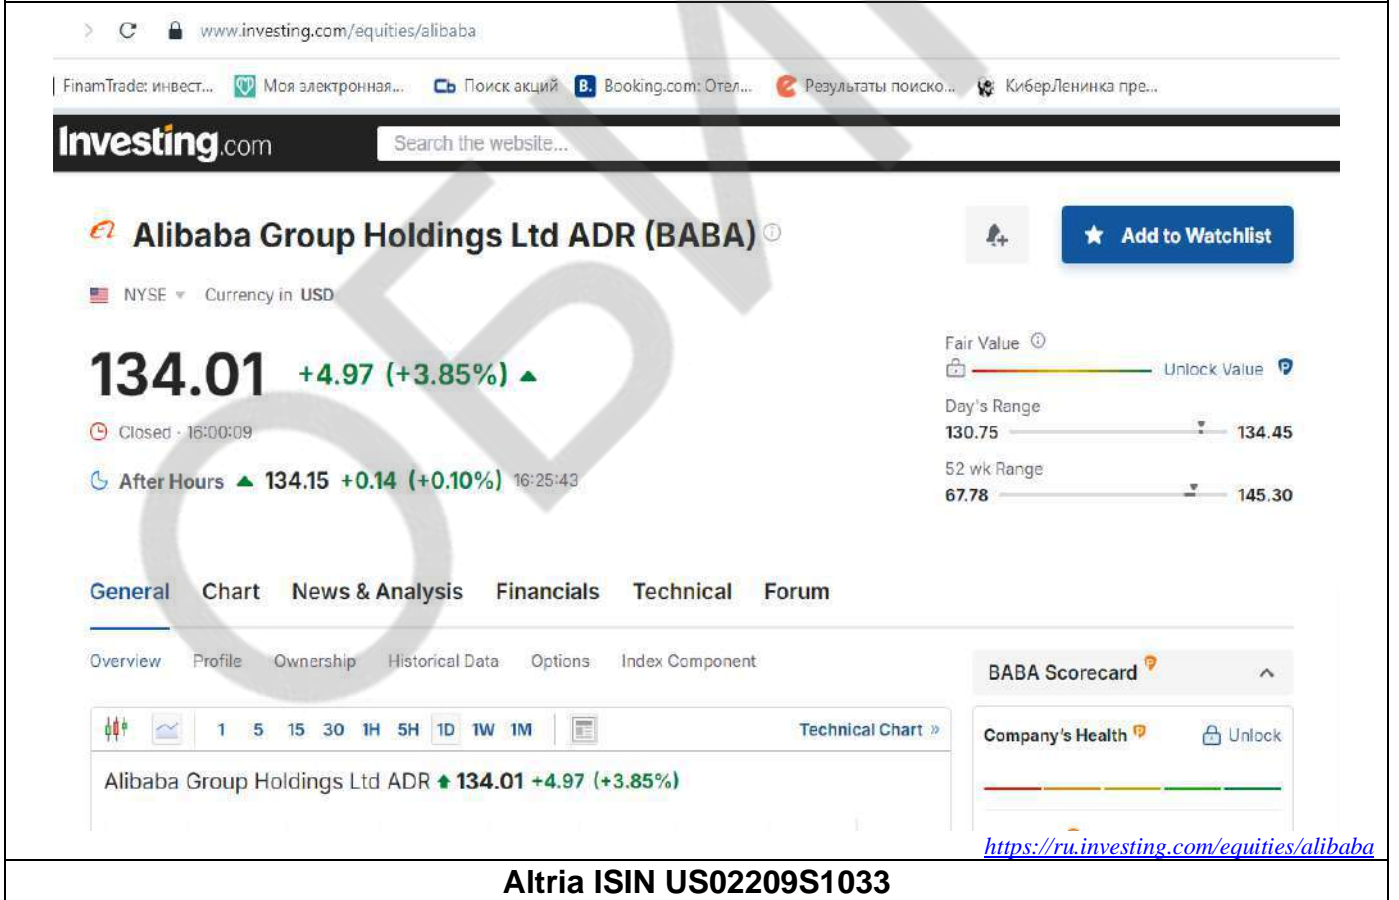 www.investing.com/equities/alibaba
FinamTrade: инвест... Моя электронная... Поиск акций Booking.com: Отел... Результаты поиско... КиберЛенинка пре...
Investing.com Search the website...
Alibaba Group Holdings Ltd ADR (BABA)
Add to Watchlist
NYSE Currency in USD
134.01 +4.97 (+3.85%)
Closed · 16:00:09
After Hours 134.15 +0.14 (+0.10%) 16:25:43
Fair Value
Unlock Value
Day's Range
130.75 134.45
52 wk Range
67.78 145.30
General Chart News & Analysis Financials Technical Forum
Overview Profile Ownership Historical Data Options Index Component
BABA Scorecard
1 5 15 30 1H 5H 1D 1W 1M Technical Chart »
Company's Health Unlock
Alibaba Group Holdings Ltd ADR 134.01 +4.97 (+3.85%)
https://ru.investing.com/equities/alibaba
Altria ISIN US02209S1033